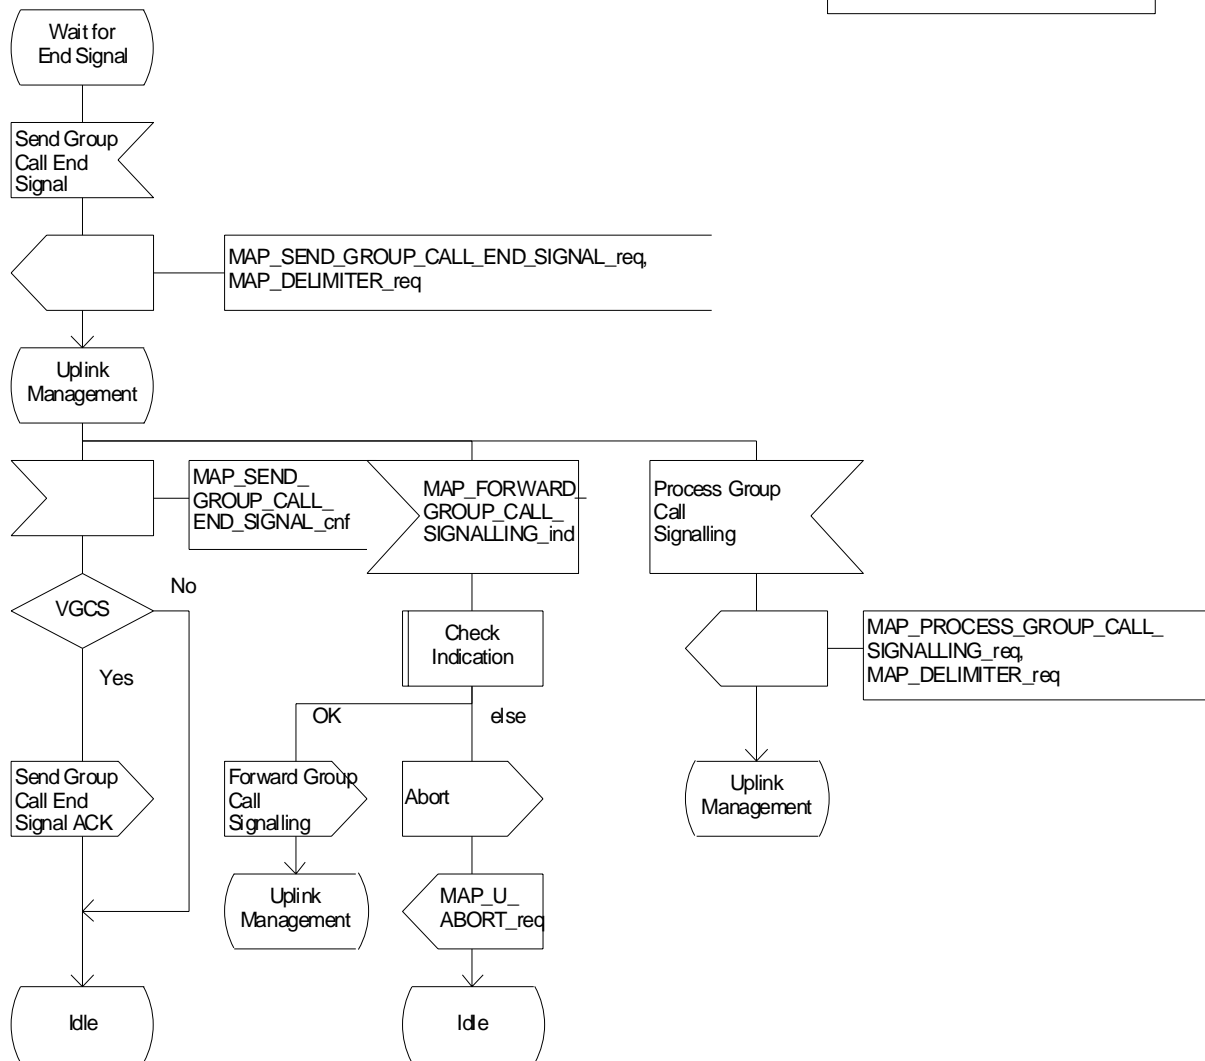 Wait for
End Signal
Send Group
Call End
Signal
MAP_SEND_GROUP_CALL_END_SIGNAL_req,
MAP_DELIMITER_req
Uplink
Management
MAP_SEND_
GROUP_CALL_
END_SIGNAL_cnf
MAP_FORWARD_
GROUP_CALL_
SIGNALLING_ind
Process Group
Call
Signalling
VGCS
No
Yes
Check
Indication
MAP_PROCESS_GROUP_CALL_
SIGNALLING_req,
MAP_DELIMITER_req
OK
else
Send Group
Call End
Signal ACK
Forward Group
Call
Signalling
Abort
Uplink
Management
Uplink
Management
MAP_U_
ABORT_req
Idle
Idle